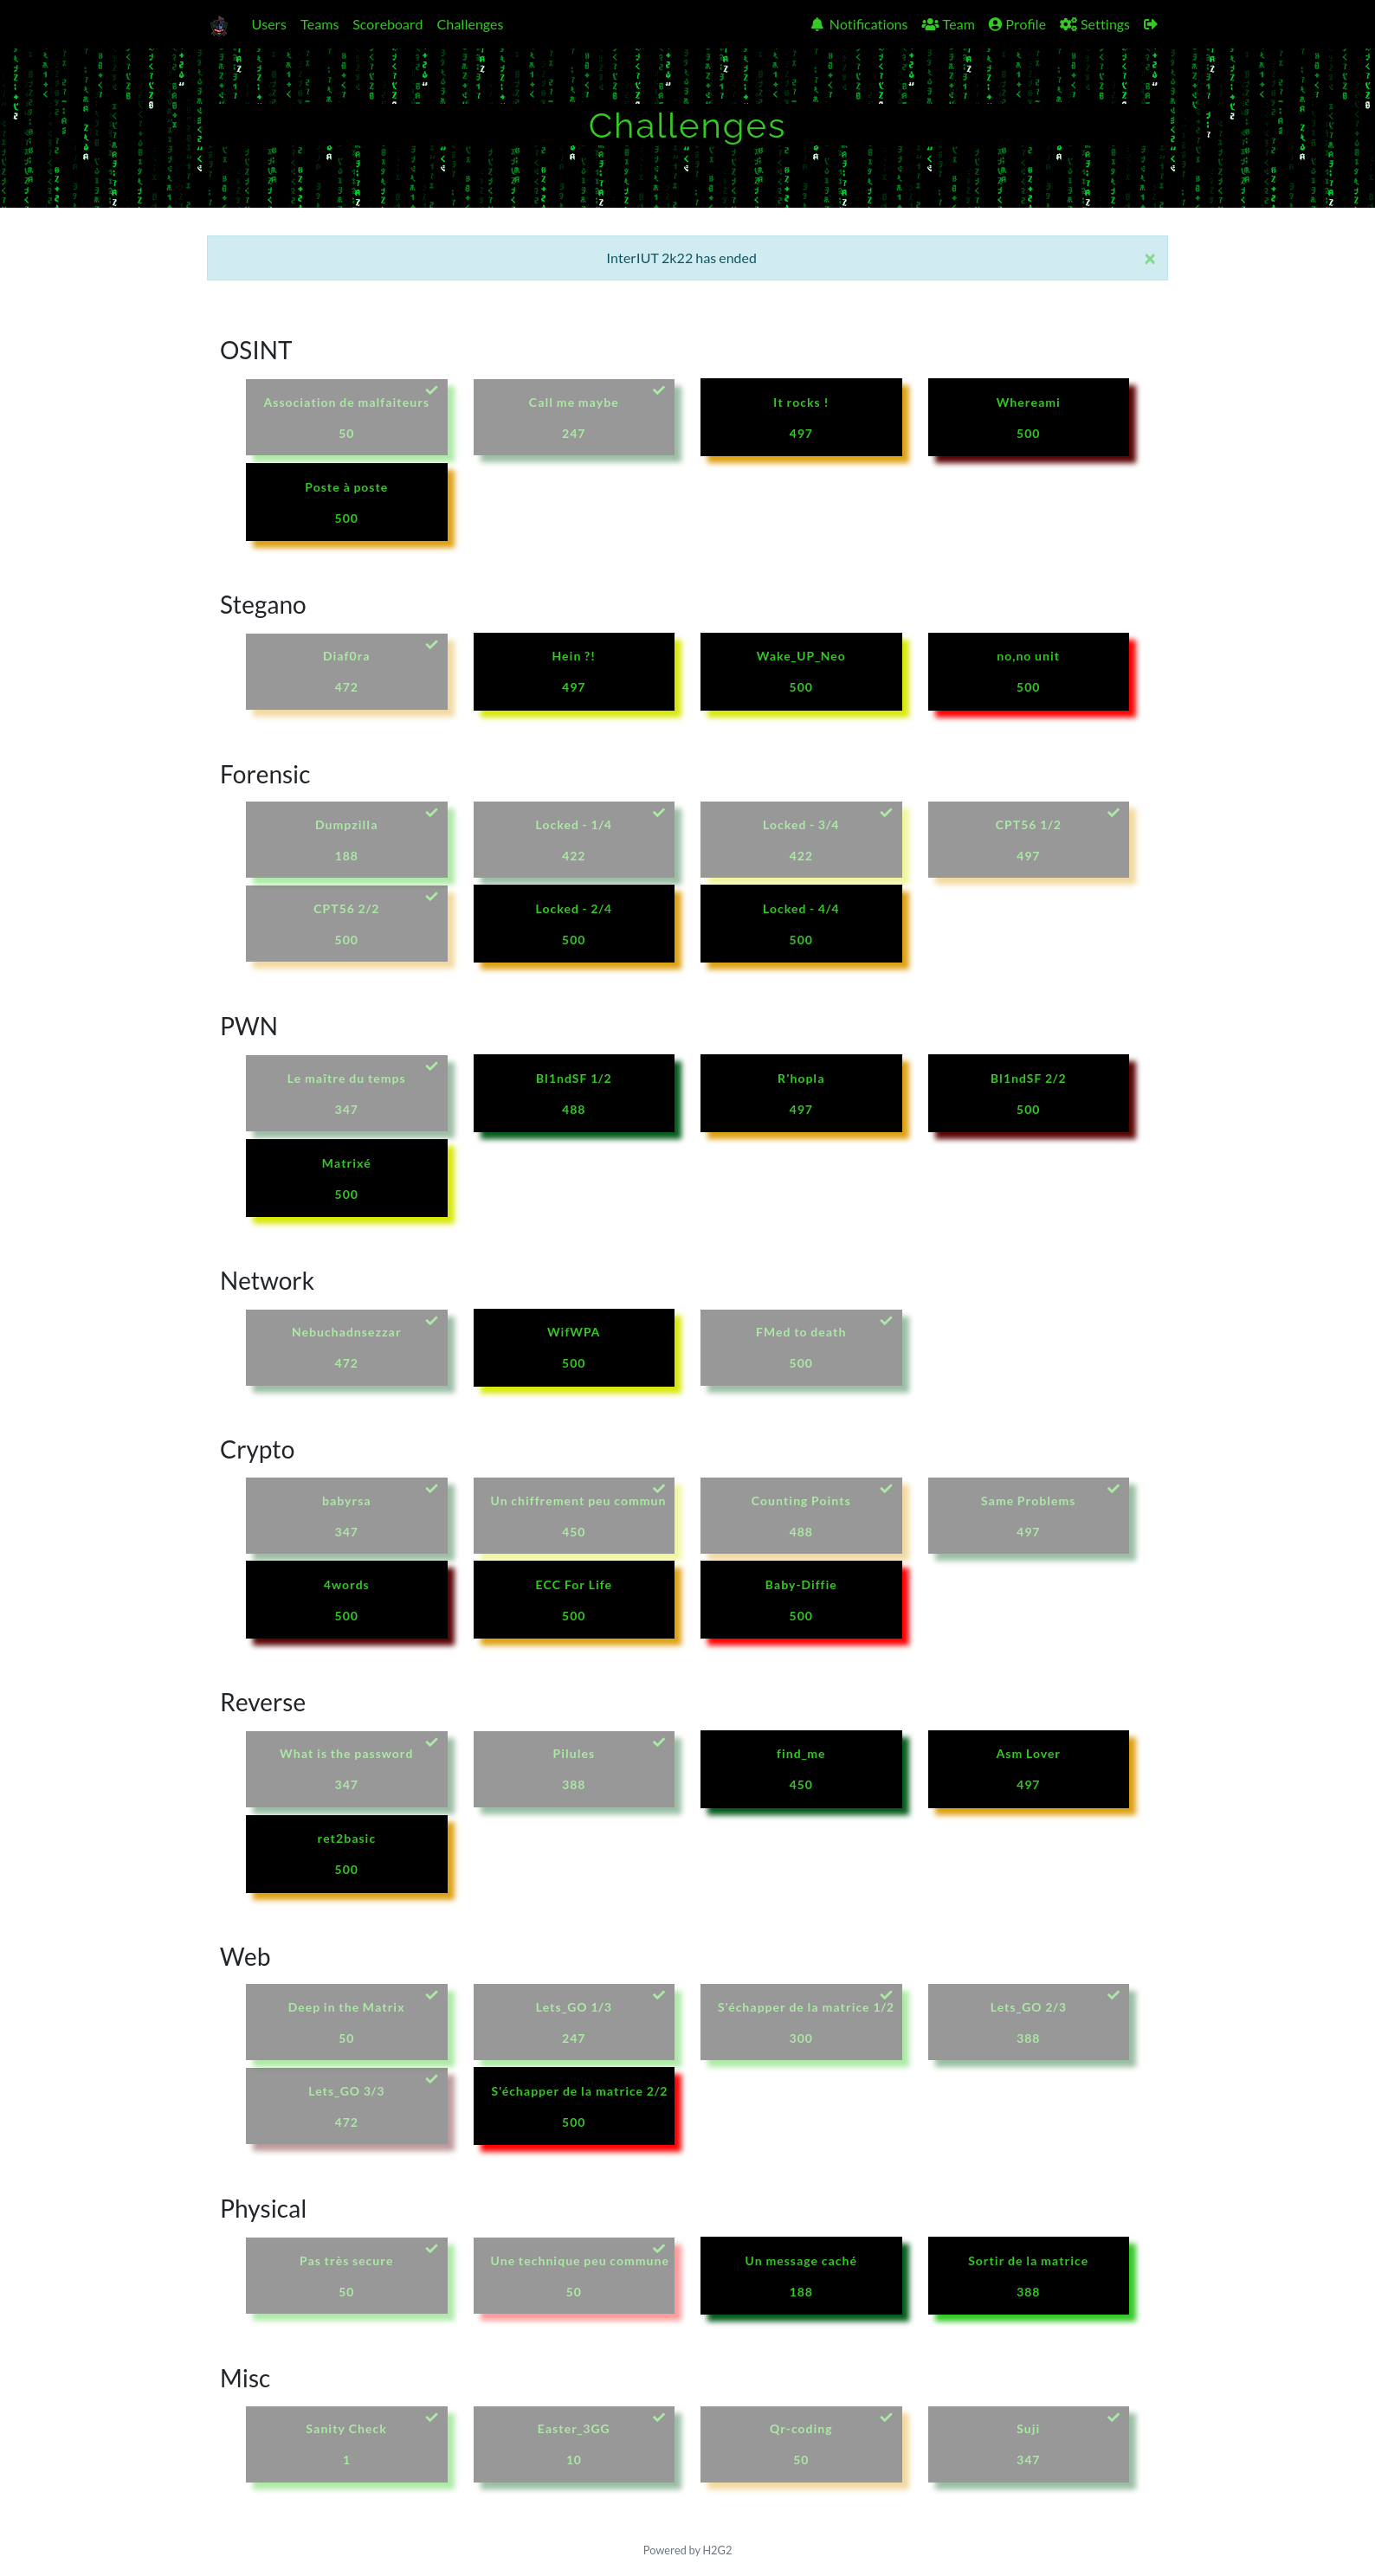 Users Teams Scoreboard Challenges Notifications Team Profile Settings
Challenges
InterIUT 2k22 has ended ×
OSINT
Association de malfaiteurs Call me maybe It rocks ! Whereami
50 247 497 500
Poste à poste
500
Stegano
Diaf0ra Hein ?! Wake_UP_Neo no,no unit
472 497 500 500
Forensic
Dumpzilla Locked - 1/4 Locked - 3/4 CPT56 1/2
188 422 422 497
CPT56 2/2 Locked - 2/4 Locked - 4/4
500 500 500
PWN
Le maître du temps Bl1ndSF 1/2 R'hopla Bl1ndSF 2/2
347 488 497 500
Matrixé
500
Network
Nebuchadnsezzar WifWPA FMed to death
472 500 500
Crypto
babyrsa Un chiffrement peu commun Counting Points Same Problems
347 450 488 497
4words ECC For Life Baby-Diffie
500 500 500
Reverse
What is the password Pilules find_me Asm Lover
347 388 450 497
ret2basic
500
Web
Deep in the Matrix Lets_GO 1/3 S'échapper de la matrice 1/2 Lets_GO 2/3
50 247 300 388
Lets_GO 3/3 S'échapper de la matrice 2/2
472 500
Physical
Pas très secure Une technique peu commune Un message caché Sortir de la matrice
50 50 188 388
Misc
Sanity Check Easter_3GG Qr-coding Suji
1 10 50 347
Powered by H2G2